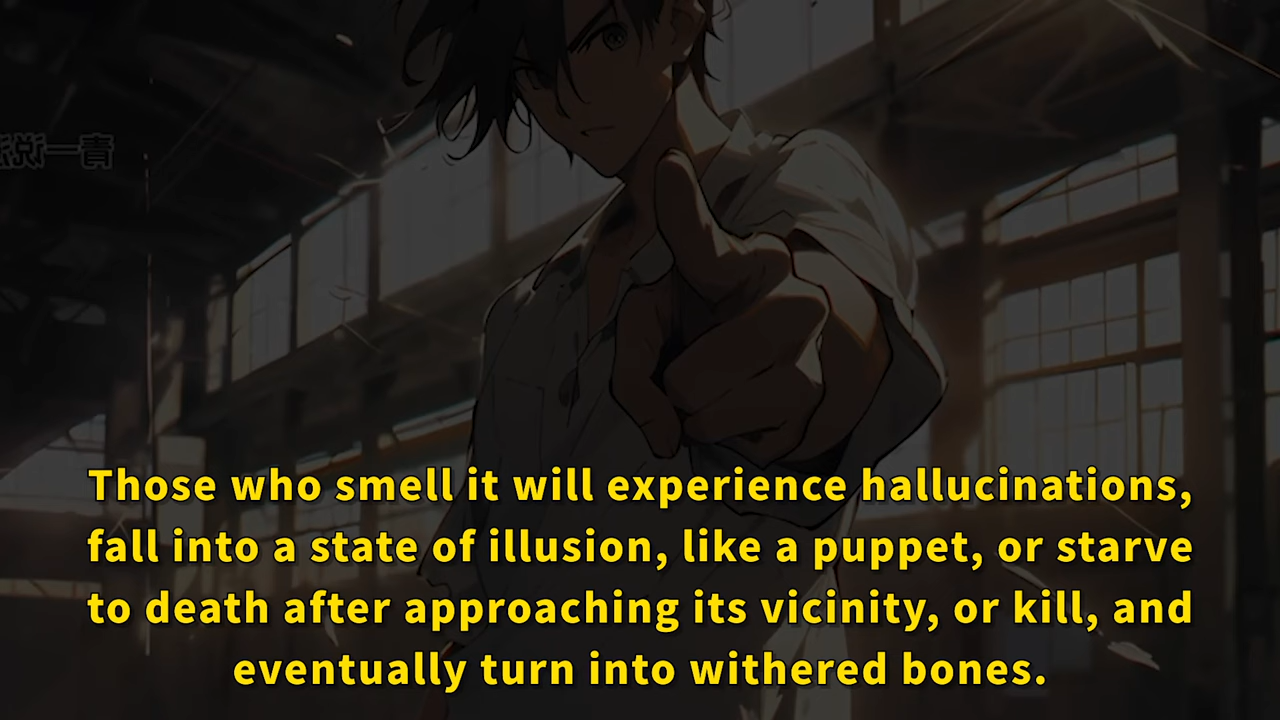 Those who smell it will experience hallucinations,
fall into a state of illusion, like a puppet, or starve
to death after approaching its vicinity, or kill, and
eventually turn into withered bones.